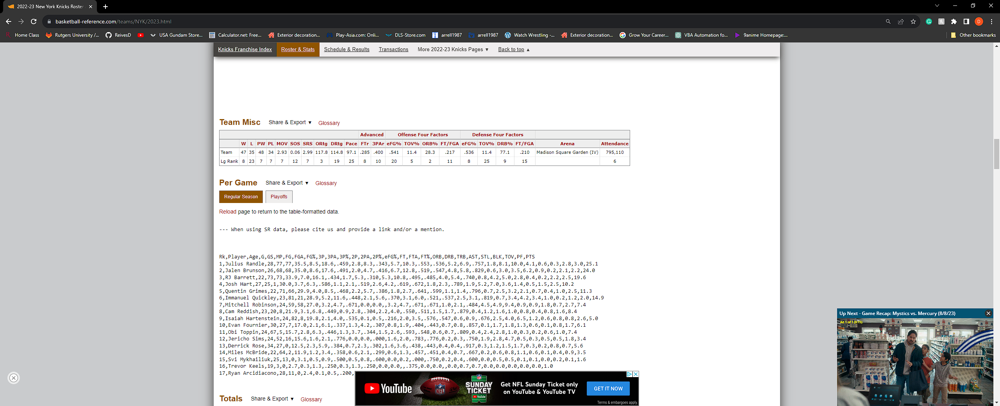 2022-23 New York Knicks Roster
basketball-reference.com/teams/NYK/2023.html
D
Home Class
Rutgers University /...
ReivesD
USA Gundam Store...
Calculator.net: Free...
Exterior decoration...
Play-Asia.com: Onli...
DLS-Store.com
arrell1987
arrell1987
Watch Wrestling -...
Exterior decoration...
Grow Your Career...
VBA Automation fo...
9anime Homepage:...
Other bookmarks
Knicks Franchise Index Roster & Stats Schedule & Results Transactions More 2022-23 Knicks Pages ▼ Back to top ▲
Team Misc Share & Export ▼ Glossary
Advanced Offense Four Factors Defense Four Factors
W L PW PL MOV SOS SRS ORtg DRtg Pace FTr 3PAr eFG% TOV% ORB% FT/FGA eFG% TOV% DRB% FT/FGA Arena Attendance
Team 47 35 48 34 2.93 0.06 2.99 117.8 114.8 97.1 .285 .400 .541 11.4 28.3 .217 .536 11.4 77.1 .210 Madison Square Garden (IV) 795,110
Lg Rank 8 23 7 7 7 12 7 3 19 25 8 10 20 5 2 11 8 25 9 15 6
Per Game Share & Export ▼ Glossary
Regular Season Playoffs
Reload page to return to the table-formatted data.
--- When using SR data, please cite us and provide a link and/or a mention.
Rk,Player,Age,G,GS,MP,FG,FGA,FG%,3P,3PA,3P%,2P,2PA,2P%,eFG%,FT,FTA,FT%,ORB,DRB,TRB,AST,STL,BLK,TOV,PF,PTS
1,Julius Randle,28,77,77,35.5,8.5,18.6,.459,2.8,8.3,.343,5.7,10.3,.553,.536,5.2,6.9,.757,1.8,8.1,10.0,4.1,0.6,0.3,2.8,3.0,25.1
2,Jalen Brunson,26,68,68,35.0,8.6,17.6,.491,2.0,4.7,.416,6.7,12.8,.519,.547,4.8,5.8,.829,0.6,3.0,3.5,6.2,0.9,0.2,2.1,2.2,24.0
3,RJ Barrett,22,73,73,33.9,7.0,16.1,.434,1.7,5.3,.310,5.3,10.8,.495,.485,4.0,5.4,.740,0.8,4.2,5.0,2.8,0.4,0.2,2.2,2.5,19.6
4,Josh Hart,27,25,1,30.0,3.7,6.3,.586,1.1,2.1,.519,2.6,4.2,.619,.672,1.8,2.3,.789,1.9,5.2,7.0,3.6,1.4,0.5,1.5,2.5,10.2
5,Quentin Grimes,22,71,66,29.9,4.0,8.5,.468,2.2,5.7,.386,1.8,2.7,.641,.599,1.1,1.4,.796,0.7,2.5,3.2,2.1,0.7,0.4,1.0,2.5,11.3
6,Immanuel Quickley,23,81,21,28.9,5.2,11.6,.448,2.1,5.6,.370,3.1,6.0,.521,.537,2.5,3.1,.819,0.7,3.4,4.2,3.4,1.0,0.2,1.2,2.0,14.9
7,Mitchell Robinson,24,59,58,27.0,3.2,4.7,.671,0.0,0.0,,3.2,4.7,.671,.671,1.0,2.1,.484,4.5,4.9,9.4,0.9,0.9,1.8,0.7,2.7,7.4
8,Cam Reddish,23,20,8,21.9,3.1,6.8,.449,0.9,2.8,.304,2.2,4.0,.550,.511,1.5,1.7,.879,0.4,1.2,1.6,1.0,0.8,0.4,0.8,1.6,8.4
9,Isaiah Hartenstein,24,82,8,19.8,2.1,4.0,.535,0.1,0.5,.216,2.0,3.5,.576,.547,0.6,0.9,.676,2.5,4.0,6.5,1.2,0.6,0.8,0.8,2.6,5.0
10,Evan Fournier,30,27,7,17.0,2.1,6.1,.337,1.3,4.2,.307,0.8,1.9,.404,.443,0.7,0.8,.857,0.1,1.7,1.8,1.3,0.6,0.1,0.8,1.7,6.1
11,Obi Toppin,24,67,5,15.7,2.8,6.3,.446,1.3,3.7,.344,1.5,2.6,.593,.548,0.6,0.7,.809,0.4,2.4,2.8,1.0,0.3,0.2,0.6,1.0,7.4
12,Jericho Sims,24,52,16,15.6,1.6,2.1,.776,0.0,0.0,.000,1.6,2.0,.783,.776,0.2,0.3,.750,1.9,2.8,4.7,0.5,0.3,0.5,0.5,1.8,3.4
13,Derrick Rose,34,27,0,12.5,2.3,5.9,.384,0.7,2.3,.302,1.6,3.6,.438,.443,0.4,0.4,.917,0.3,1.2,1.5,1.7,0.3,0.2,0.8,0.7,5.6
14,Miles McBride,22,64,2,11.9,1.2,3.4,.358,0.6,2.1,.299,0.6,1.3,.457,.451,0.4,0.7,.667,0.2,0.6,0.8,1.1,0.6,0.1,0.4,0.9,3.5
15,Svi Mykhailiuk,25,13,0,3.1,0.5,0.9,.500,0.5,0.8,.600,0.0,0.2,.000,.750,0.2,0.4,.600,0.0,0.5,0.5,0.1,0.1,0.0,0.2,0.1,1.6
16,Trevor Keels,19,3,0,2.7,0.3,1.3,.250,0.3,1.3,.250,0.0,0.0,,.375,0.0,0.0,,0.0,0.7,0.7,0.0,0.0,0.0,0.0,0.0,1.0
17,Ryan Arcidiacono,28,11,0,2.4,0.1,0.5,.200,
Totals Share & Export ▼ Glossary
YouTube
NFL
SUNDAY
TICKET
YouTube
Get NFL Sunday Ticket only
on YouTube & YouTube TV
GET IT NOW
Terms & embargoes apply.
Up Next - Game Recap: Mystics vs. Mercury (8/8/23)
Ad 1 of 1 (0:15)
B A
B A
B A